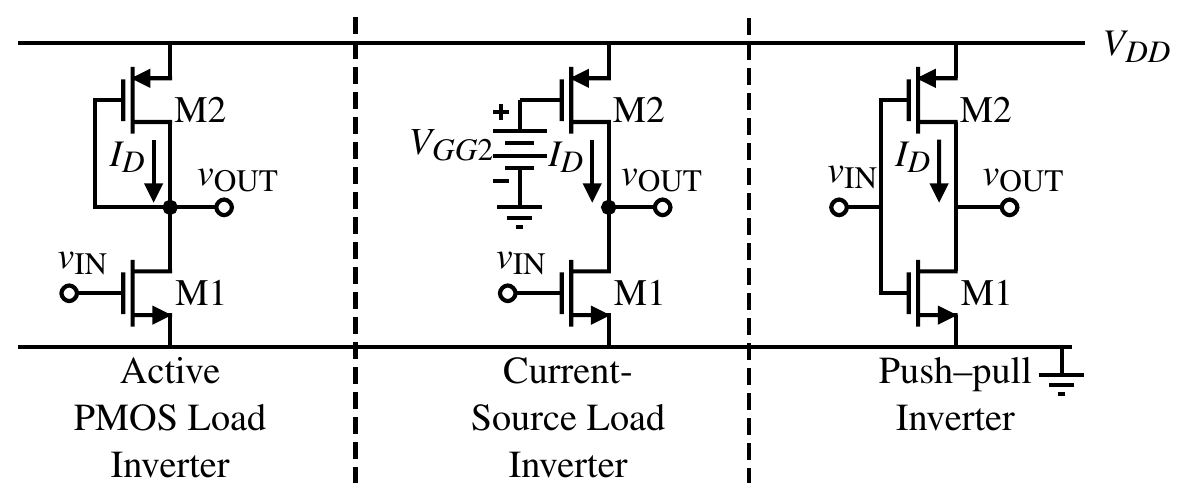 V_DD
M2
I_D
v_OUT
v_IN
M1
Active
PMOS Load
Inverter
+
V_GG2
−
M2
I_D
v_OUT
v_IN
M1
Current-
Source Load
Inverter
M2
v_IN
I_D
v_OUT
M1
Push–pull
Inverter